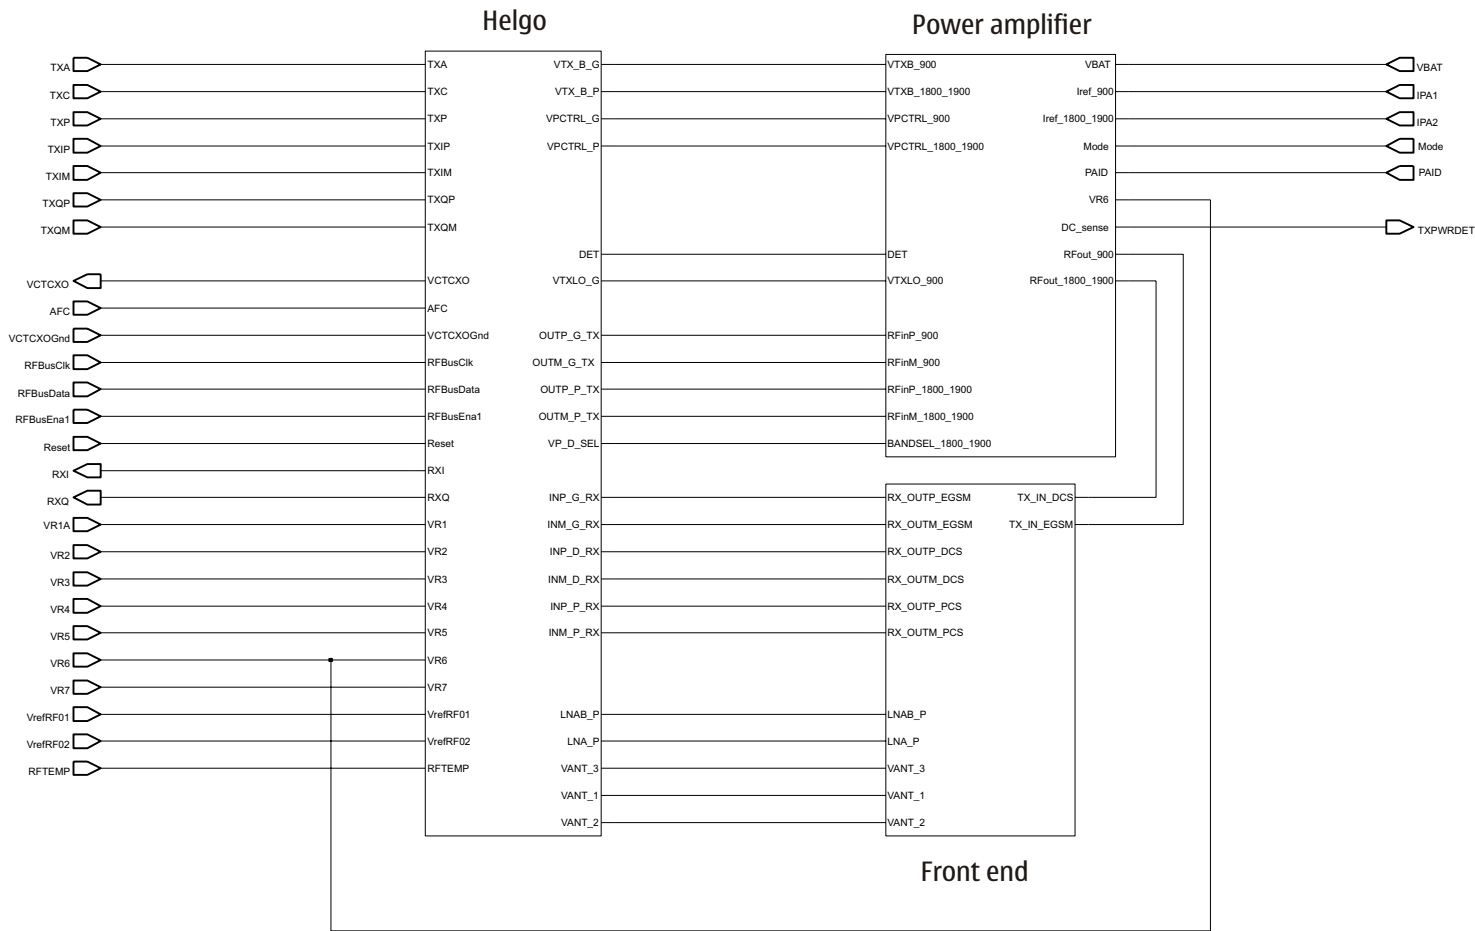 Helgo
Power amplifier
TXA TXA VTX_B_G VTXB_900 VBAT VBAT
TXC TXC VTX_B_P VTXB_1800_1900 Iref_900 IPA1
TXP TXP VPCTRL_G VPCTRL_900 Iref_1800_1900 IPA2
TXIP TXIP VPCTRL_P VPCTRL_1800_1900 Mode Mode
TXIM TXIM PAID PAID
TXQP TXQP VR6
TXQM TXQM DC_sense TXPWRDET
DET DET RFout_900
VCTCXO VCTCXO VTXLO_G VTXLO_900 RFout_1800_1900
AFC AFC
VCTCXOGnd VCTCXOGnd OUTP_G_TX RFinP_900
RFBusClk RFBusClk OUTM_G_TX RFinM_900
RFBusData RFBusData OUTP_P_TX RFinP_1800_1900
RFBusEna1 RFBusEna1 OUTM_P_TX RFinM_1800_1900
Reset Reset VP_D_SEL BANDSEL_1800_1900
RXI RXI
RXQ RXQ INP_G_RX RX_OUTP_EGSM TX_IN_DCS
VR1A VR1 INM_G_RX RX_OUTM_EGSM TX_IN_EGSM
VR2 VR2 INP_D_RX RX_OUTP_DCS
VR3 VR3 INM_D_RX RX_OUTM_DCS
VR4 VR4 INP_P_RX RX_OUTP_PCS
VR5 VR5 INM_P_RX RX_OUTM_PCS
VR6 VR6
VR7 VR7
VrefRF01 VrefRF01 LNAB_P LNAB_P
VrefRF02 VrefRF02 LNA_P LNA_P
RFTEMP RFTEMP VANT_3 VANT_3
VANT_1 VANT_1
VANT_2 VANT_2
Front end